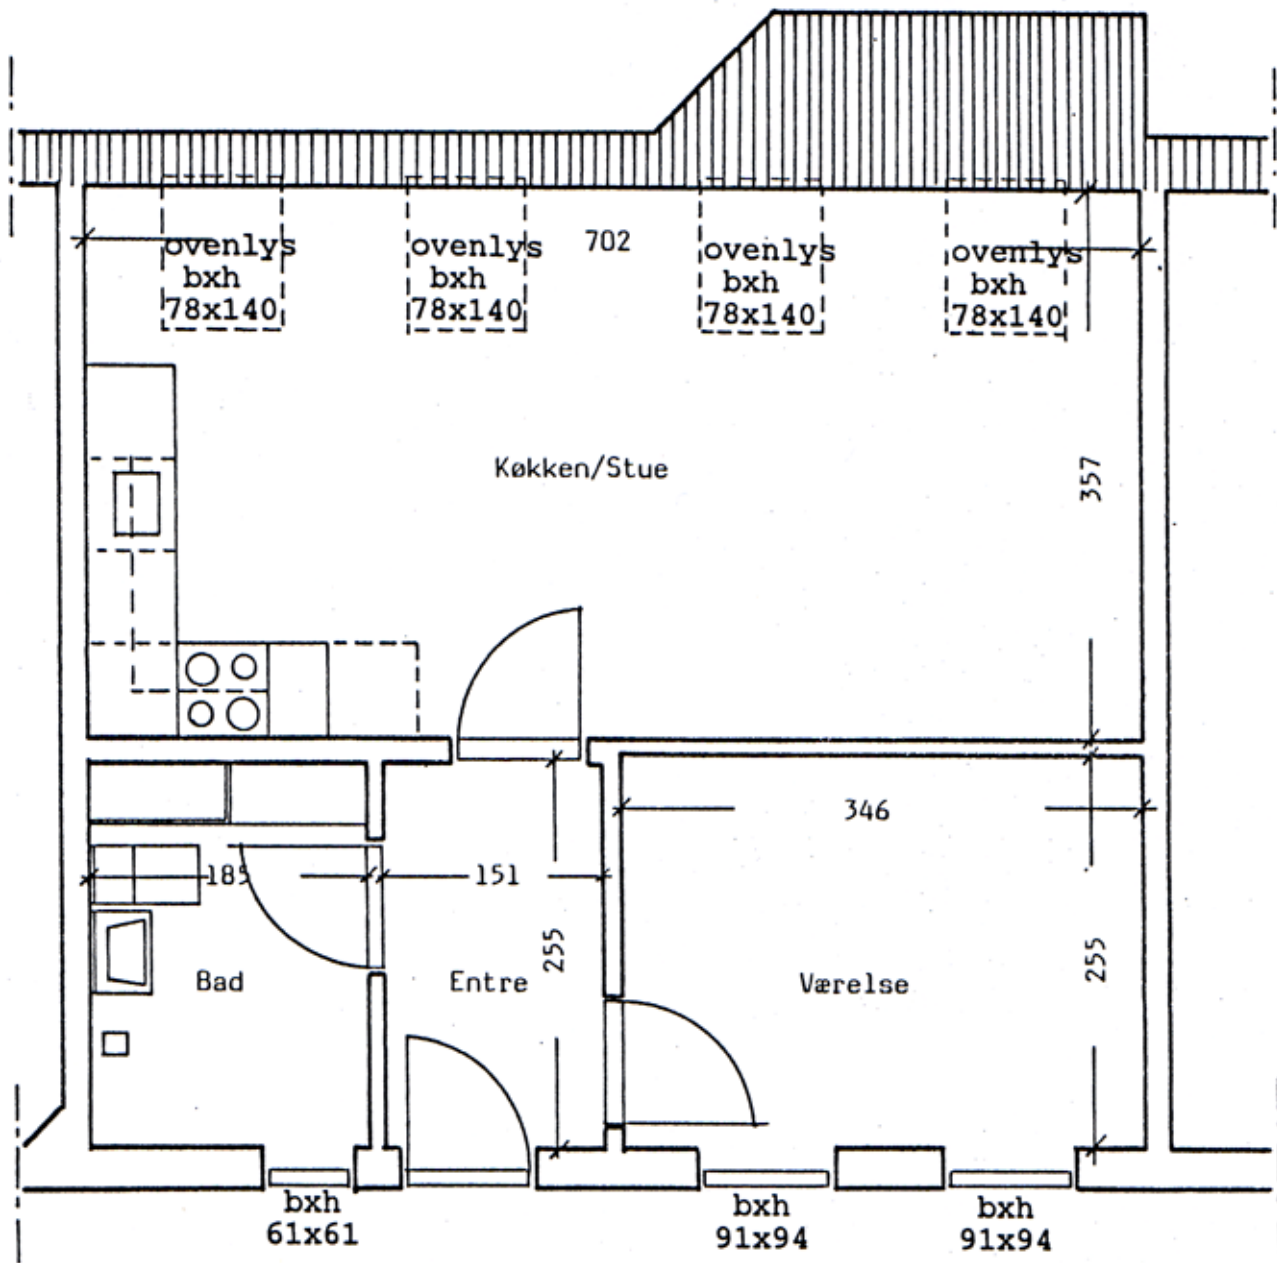 702
ovenlys
bxh
78x140
ovenlys
bxh
78x140
ovenlys
bxh
78x140
ovenlys
bxh
78x140
Køkken/Stue
357
346
185
151
255
255
Bad
Entre
Værelse
bxh
61x61
bxh
91x94
bxh
91x94